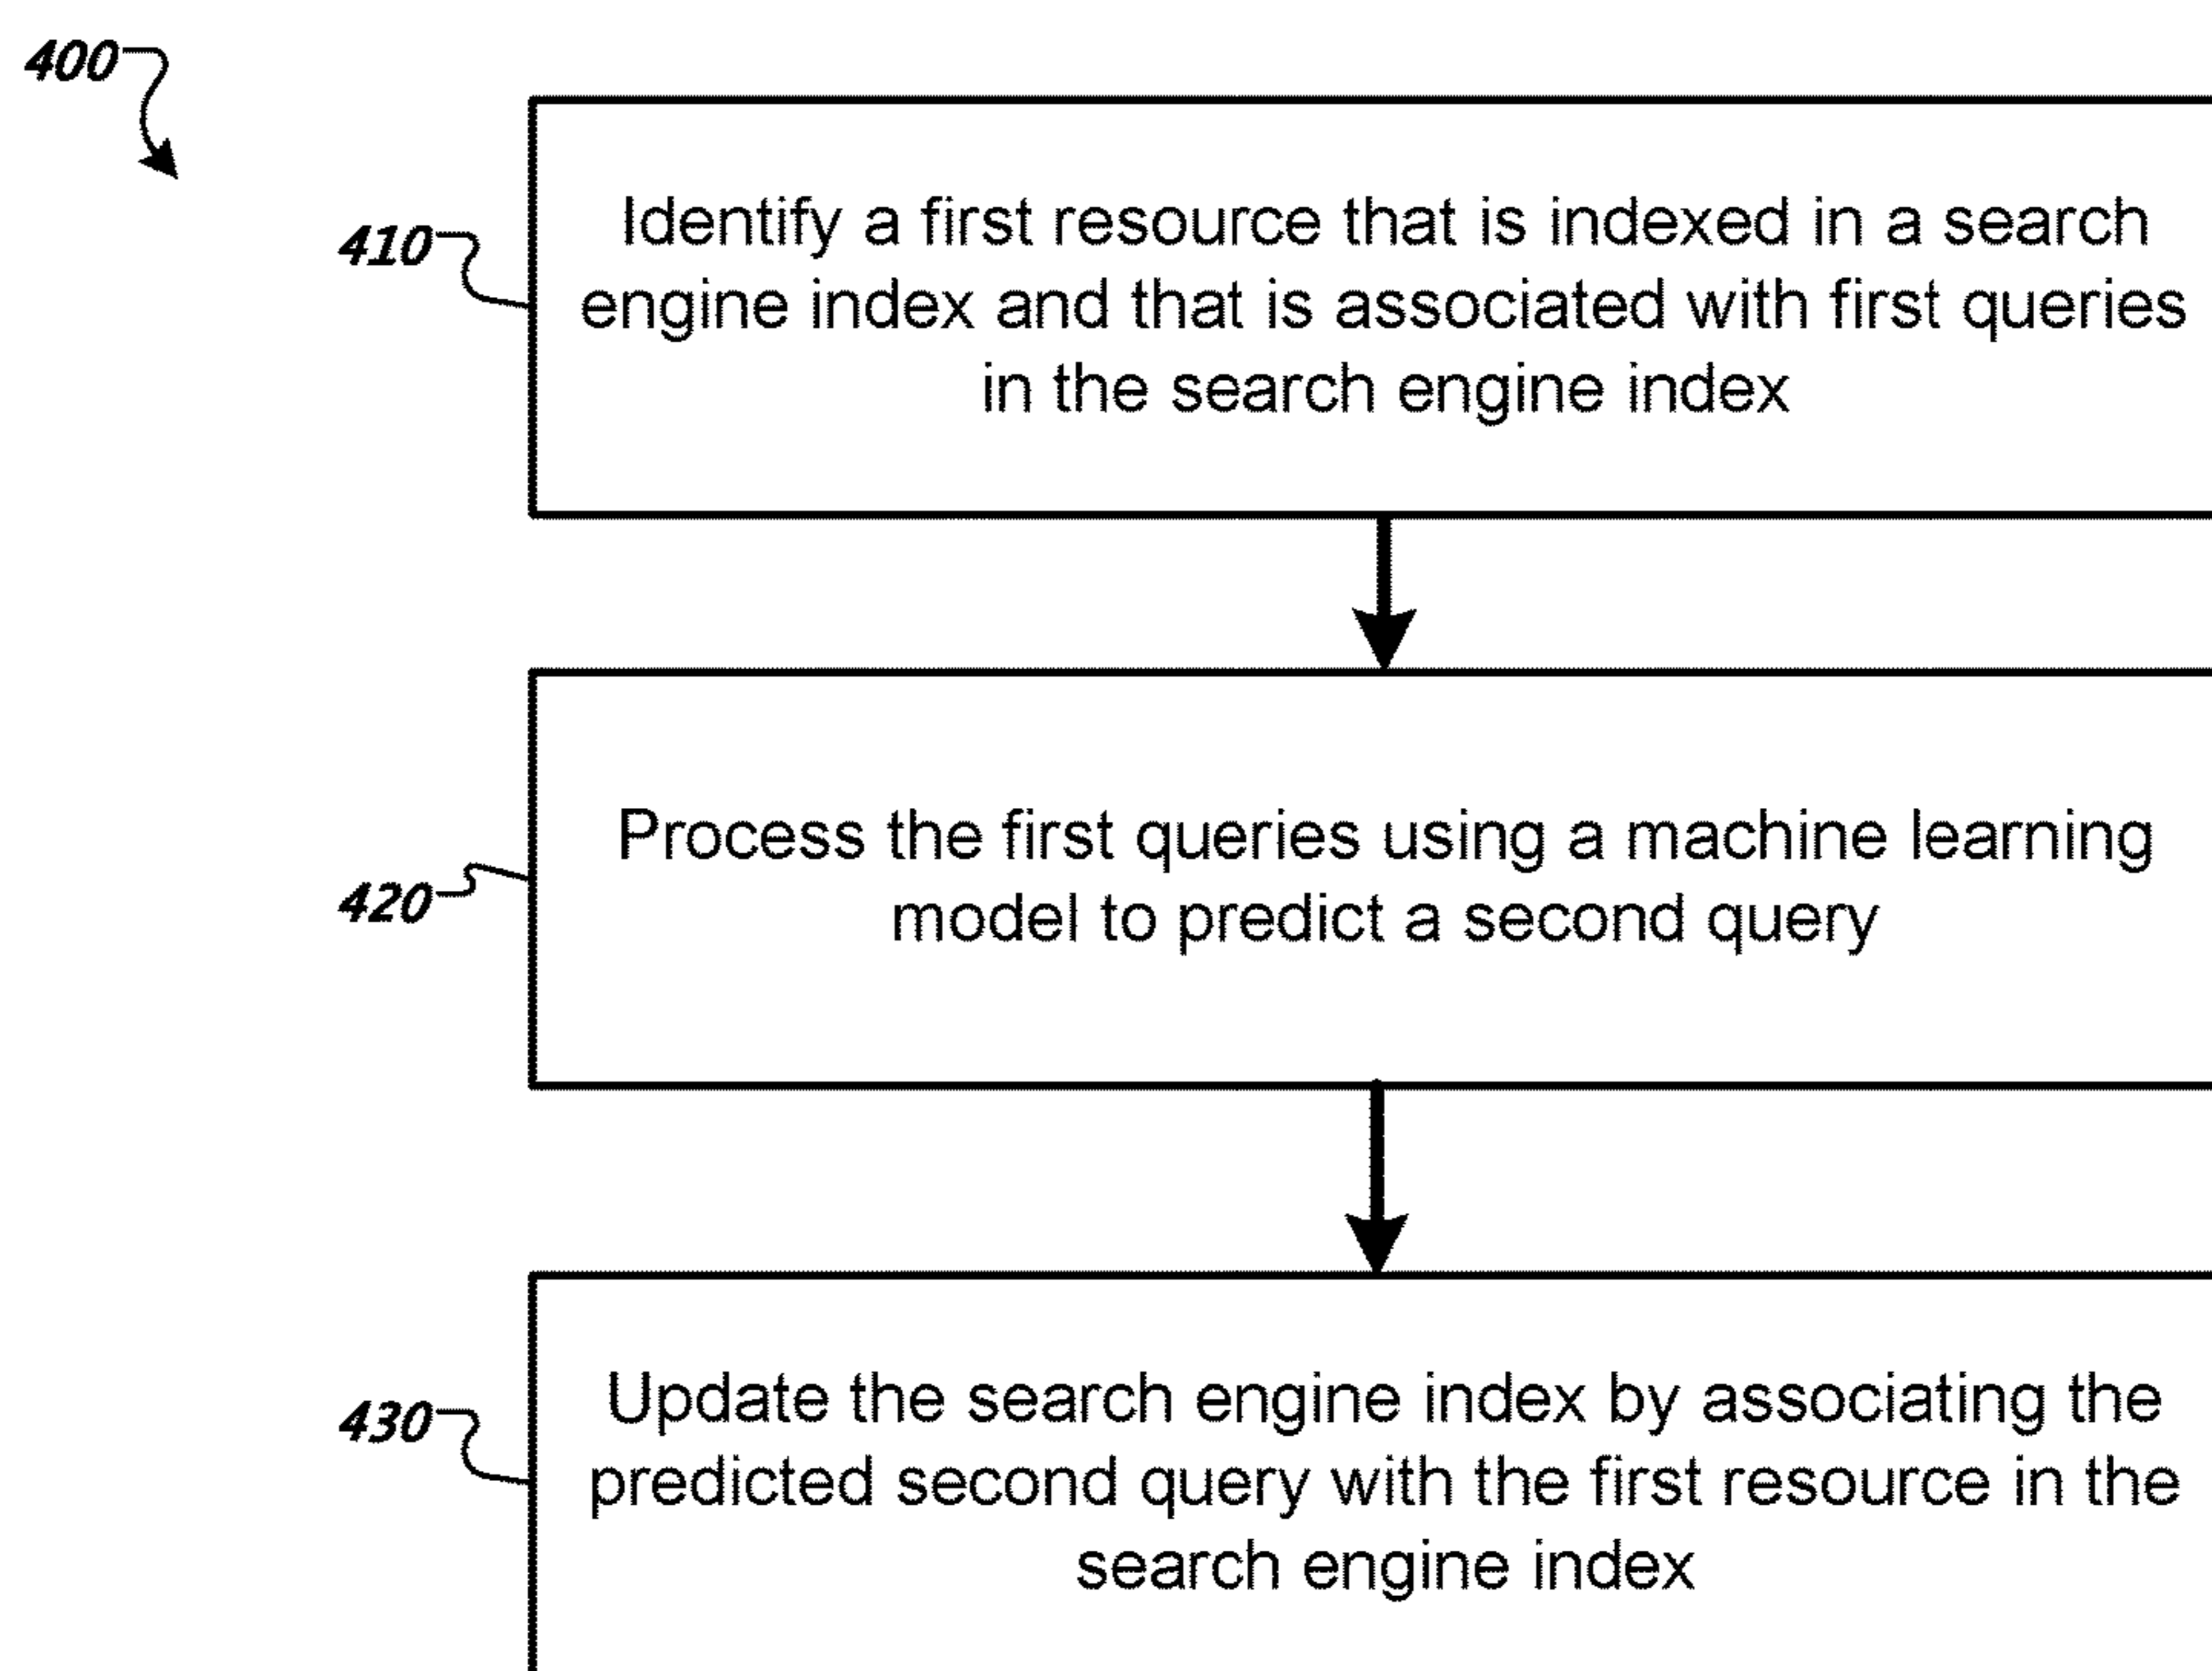 400
410
Identify a first resource that is indexed in a search
engine index and that is associated with first queries
in the search engine index
420
Process the first queries using a machine learning
model to predict a second query
430
Update the search engine index by associating the
predicted second query with the first resource in the
search engine index